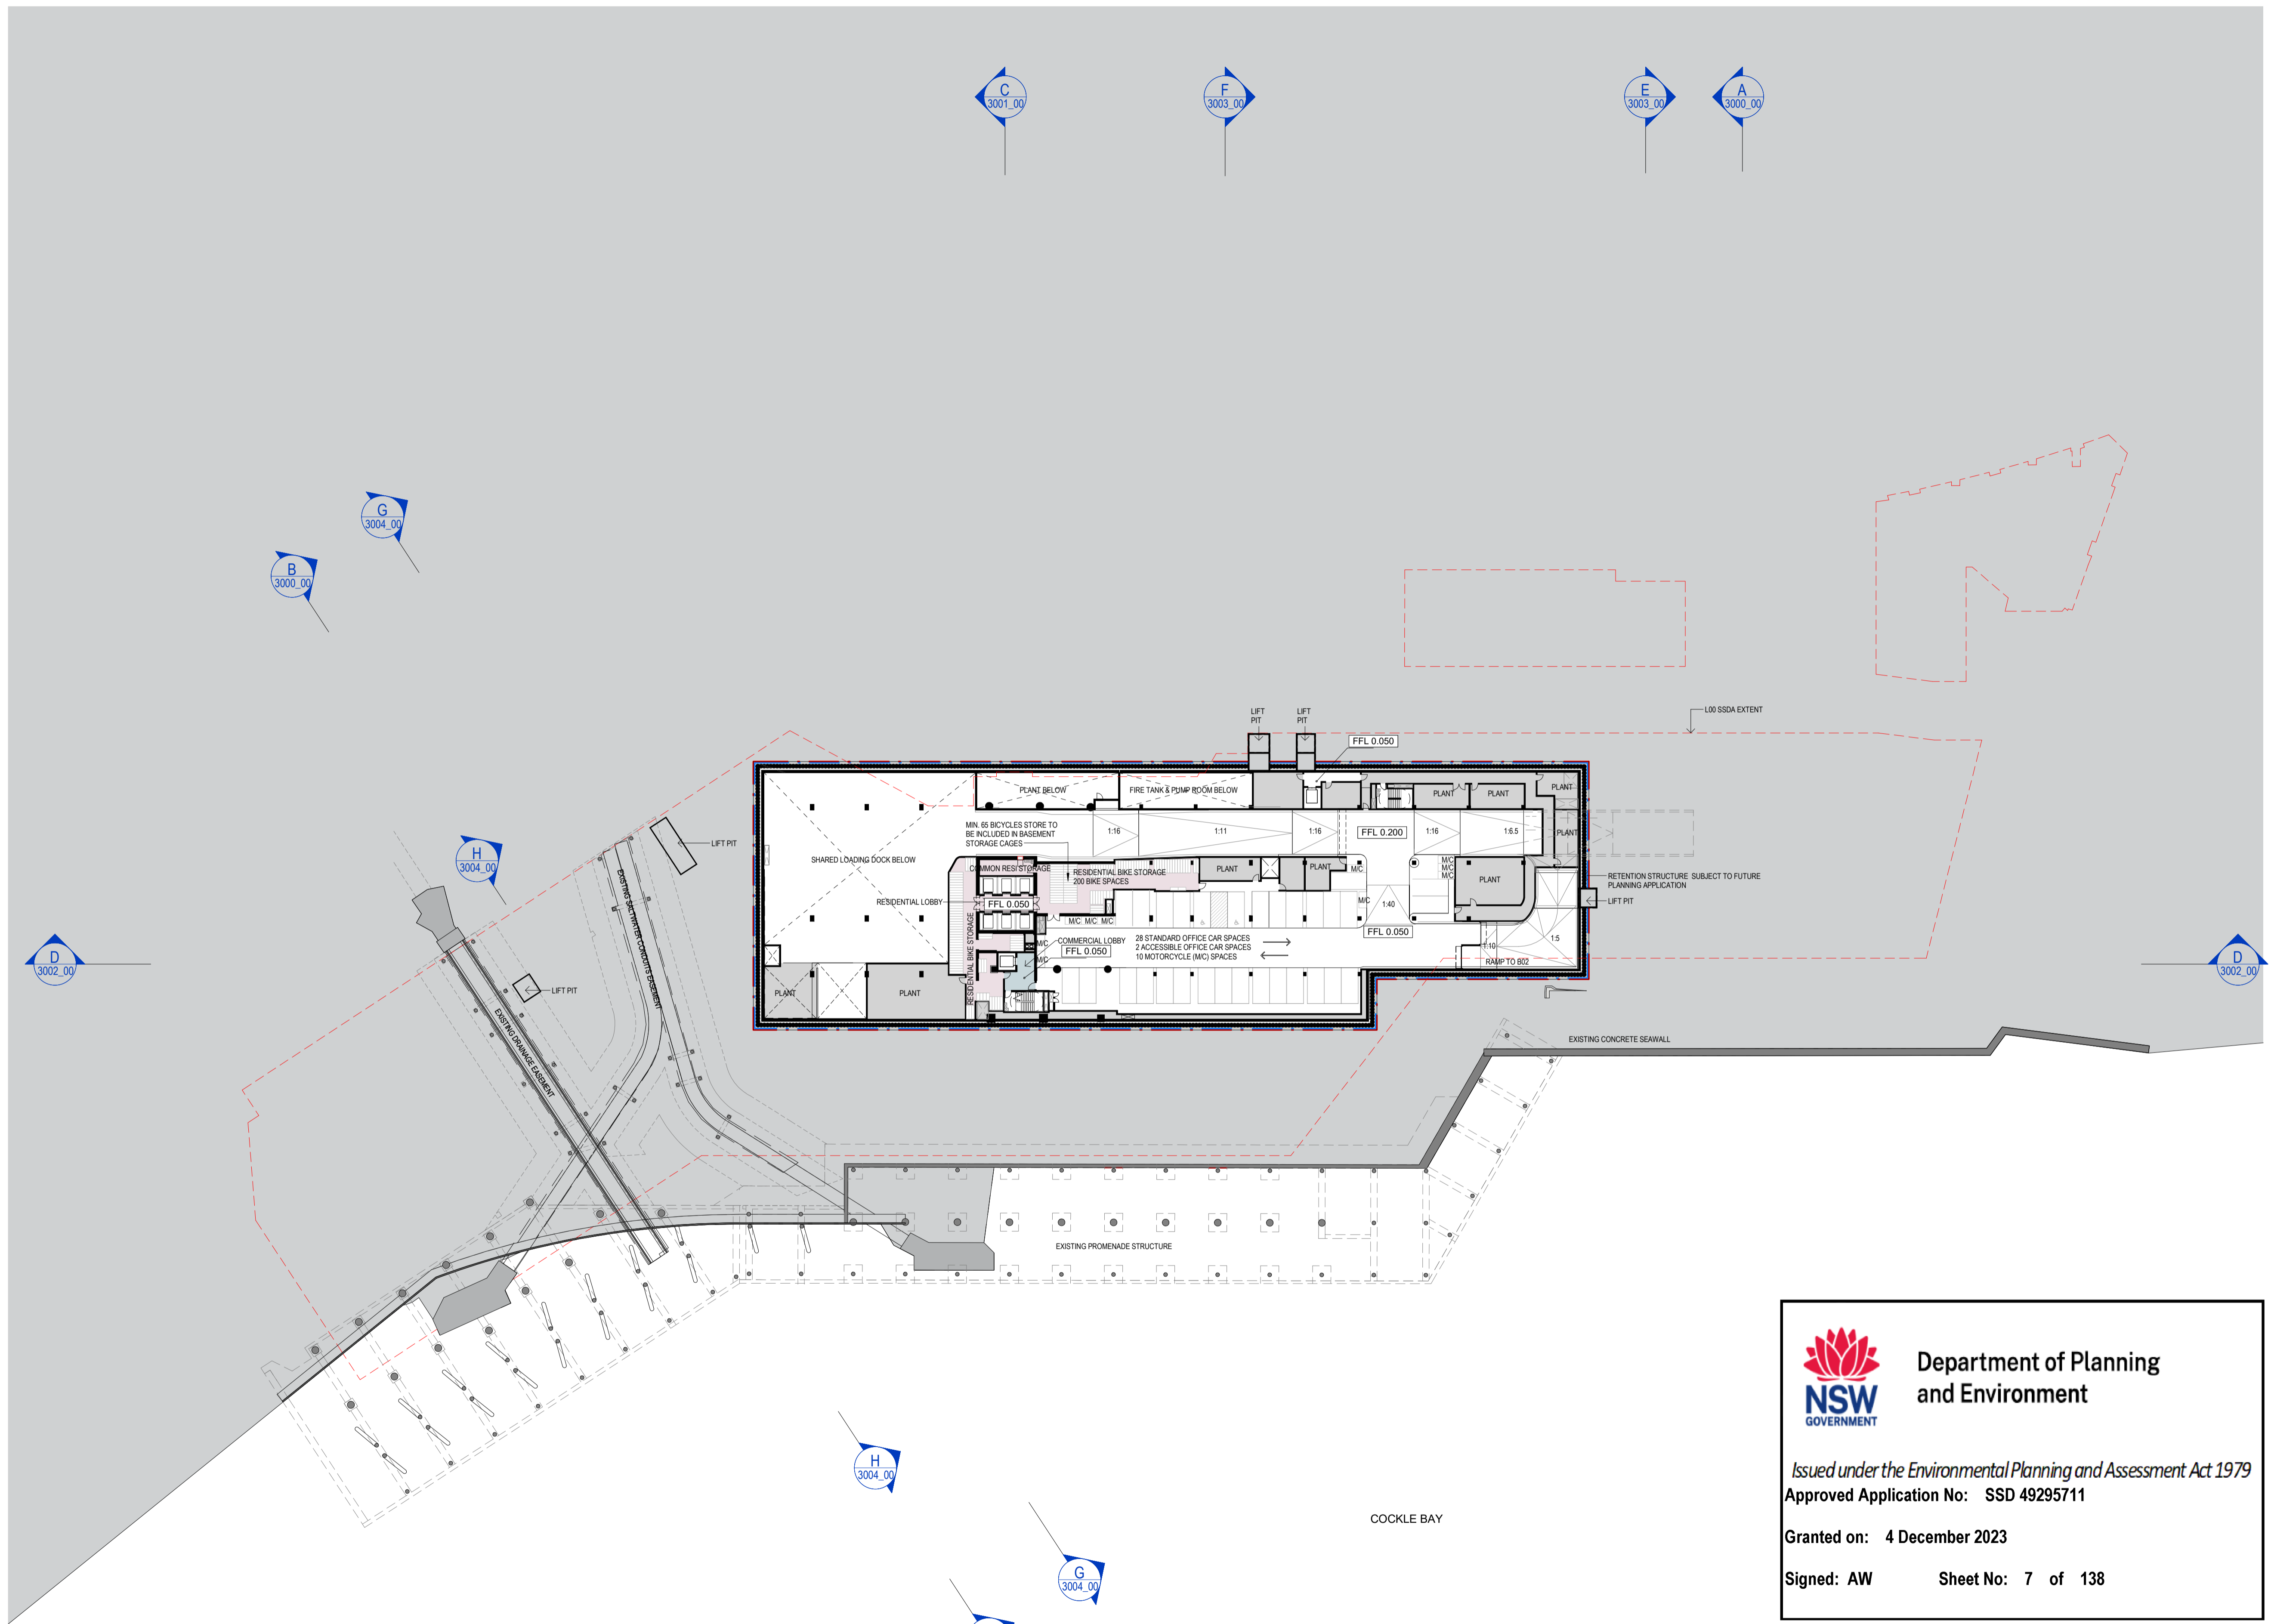 C
3001_00
F
3003_00
E
3003_00
A
3000_00
G
3004_00
B
3000_00
LIFT
PIT
LIFT
PIT
L00 SSDA EXTENT
FFL 0.050
PLANT BELOW
FIRE TANK & PUMP ROOM BELOW
PLANT
PLANT
PLANT
MIN. 65 BICYCLES STORE TO
BE INCLUDED IN BASEMENT
STORAGE CAGES
1:16
1:11
1:16
FFL 0.200
1:16
1:6.5
PLANT
H
3004_00
LIFT PIT
SHARED LOADING DOCK BELOW
COMMON RESI STORAGE
RESIDENTIAL BIKE STORAGE
200 BIKE SPACES
PLANT
PLANT
M/C
M/C
M/C
M/C
PLANT
RETENTION STRUCTURE SUBJECT TO FUTURE
PLANNING APPLICATION
LIFT PIT
EXISTING SALTWATER CONDUITS EASEMENT
RESIDENTIAL LOBBY
FFL 0.050
M/C
1:40
M/C M/C M/C
RESIDENTIAL BIKE STORAGE
FFL 0.050
M/C
COMMERCIAL LOBBY
FFL 0.050
M/C
28 STANDARD OFFICE CAR SPACES
2 ACCESSIBLE OFFICE CAR SPACES
10 MOTORCYCLE (M/C) SPACES
1:10
1:5
RAMP TO B02
D
3002_00
D
3002_00
LIFT PIT
PLANT
PLANT
EXISTING DRAINAGE EASEMENT
EXISTING CONCRETE SEAWALL
EXISTING PROMENADE STRUCTURE
H
3004_00
G
3004_00
COCKLE BAY
NSW
GOVERNMENT
Department of Planning
and Environment
Issued under the Environmental Planning and Assessment Act 1979
Approved Application No: SSD 49295711
Granted on: 4 December 2023
Signed: AW Sheet No: 7 of 138